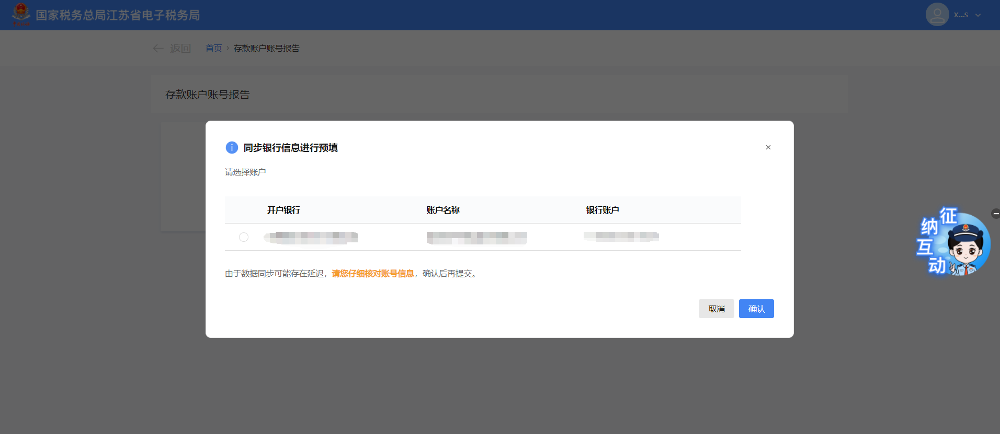 国家税务总局江苏省电子税务局
x...s
返回 首页 › 存款账户账号报告
存款账户账号报告
同步银行信息进行预填
请选择账户
开户银行 账户名称 银行账户
由于数据同步可能存在延迟，请您仔细核对账号信息，确认后再提交。
取消 确认
征
纳
互
动